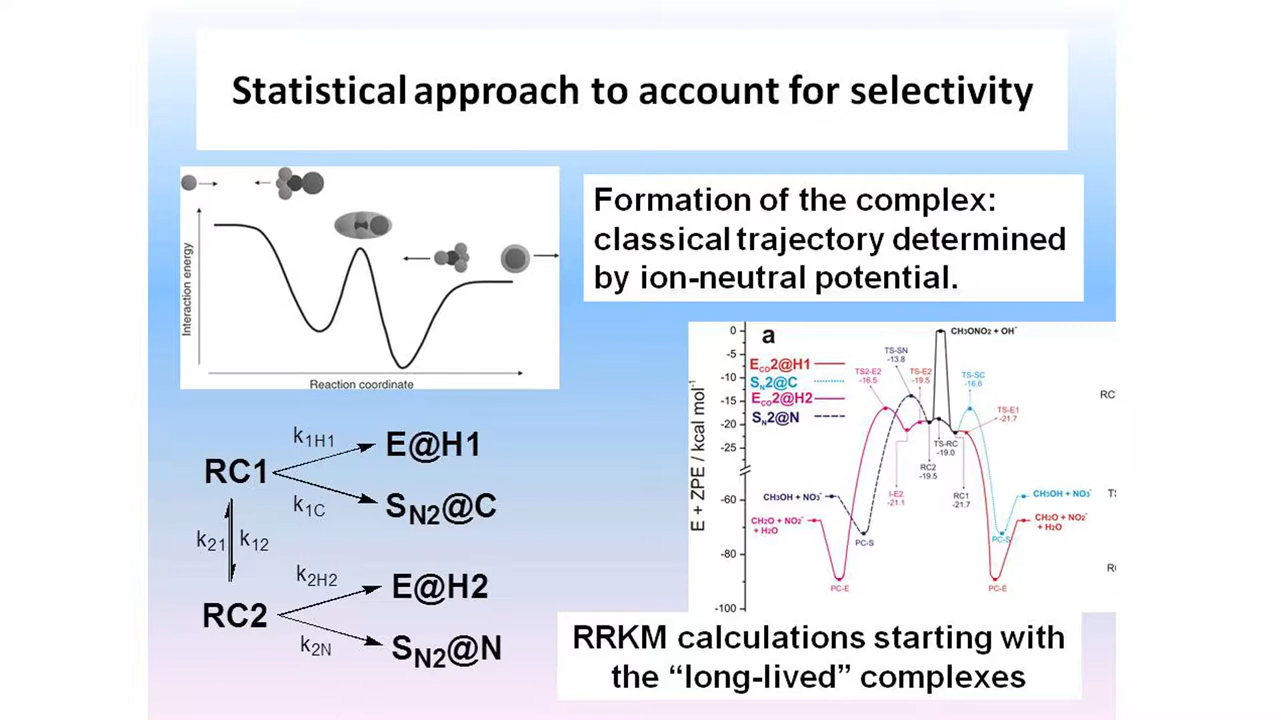 Statistical approach to account for selectivity
Interaction energy
Reaction coordinate
Formation of the complex:
classical trajectory determined
by ion-neutral potential.
RC1
k1H1
E@H1
k1C
SN2@C
k21
k12
RC2
k2H2
E@H2
k2N
SN2@N
a
E + ZPE / kcal mol-1
0
-5
-10
-15
-20
-25
-60
-80
-100
ECO2@H1
SN2@C
ECO2@H2
SN2@N
CH3ONO2 + OH-
TS-SN
-13.8
TS2-E2
-16.5
TS-E2
-19.5
TS-SC
-16.6
TS-E1
-21.7
TS-RC
-19.0
RC2
-19.5
RC1
-21.7
I-E2
-21.1
CH3OH + NO3-
CH2O + NO2-
+ H2O
PC-S
PC-E
CH3OH + NO3-
CH2O + NO2-
+ H2O
PC-S
PC-E
RC
TS
RRKM calculations starting with
the “long-lived” complexes